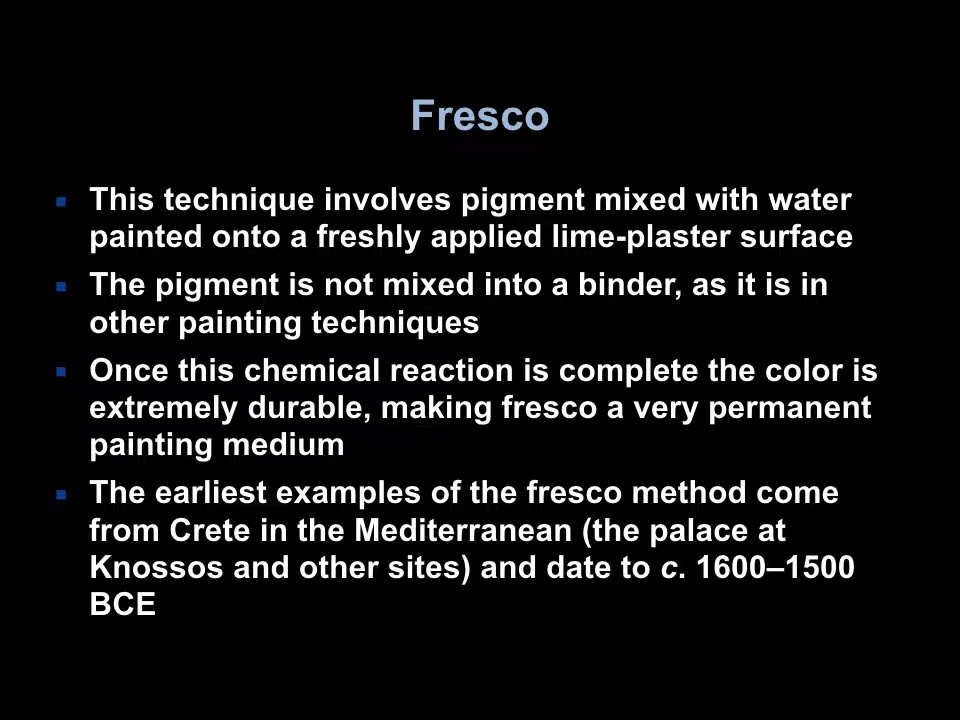 Fresco
This technique involves pigment mixed with water
painted onto a freshly applied lime-plaster surface
The pigment is not mixed into a binder, as it is in
other painting techniques
Once this chemical reaction is complete the color is
extremely durable, making fresco a very permanent
painting medium
The earliest examples of the fresco method come
from Crete in the Mediterranean (the palace at
Knossos and other sites) and date to c. 1600–1500
BCE